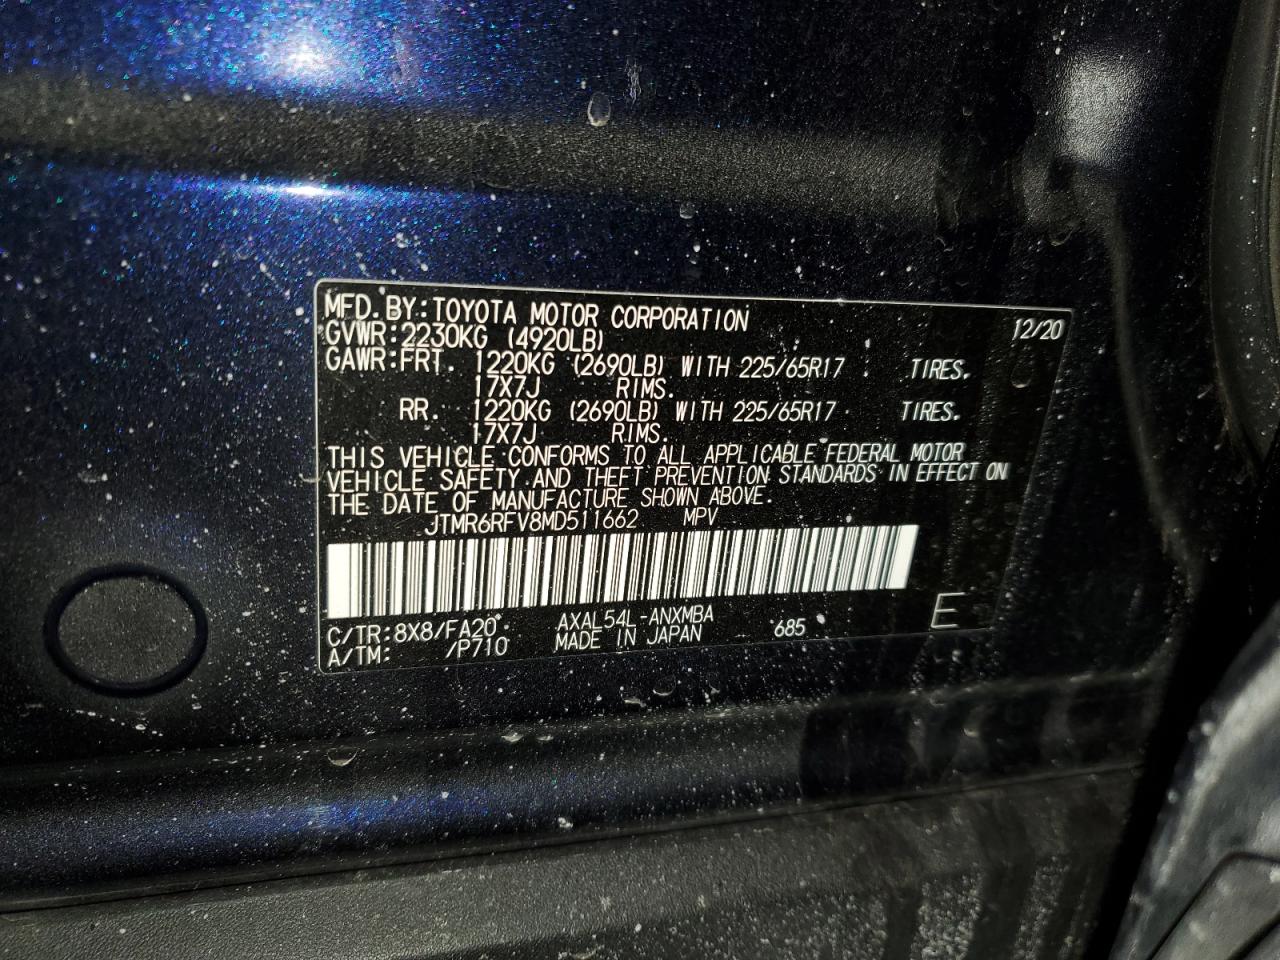 MFD.BY:TOYOTA MOTOR CORPORATION 12/20
GVWR:2230KG (4920LB)
GAWR:FRT. 1220KG (2690LB) WITH 225/65R17 TIRES.
17X7J RIMS.
RR. 1220KG (2690LB) WITH 225/65R17 TIRES.
17X7J RIMS.
THIS VEHICLE CONFORMS TO ALL APPLICABLE FEDERAL MOTOR
VEHICLE SAFETY AND THEFT PREVENTION STANDARDS IN EFFECT ON
THE DATE OF MANUFACTURE SHOWN ABOVE.
JTMR6RFV8MD511662 MPV
C/TR:8X8/FA20 AXAL54L-ANXMBA 685 E
A/TM: /P710 MADE IN JAPAN